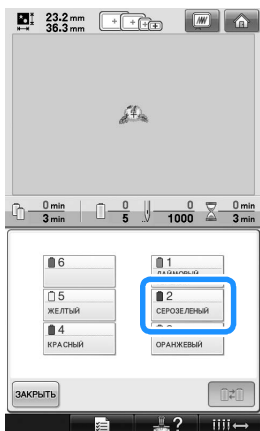 23.2 mm
36.3 mm
0 min
3 min
0
5
0
1000
0 min
3 min
6
1
5
ЖЕЛТЫЙ
2
СЕРОЗЕЛЕНЫЙ
4
КРАСНЫЙ
ОРАНЖЕВЫЙ
ЗАКРЫТЬ
?